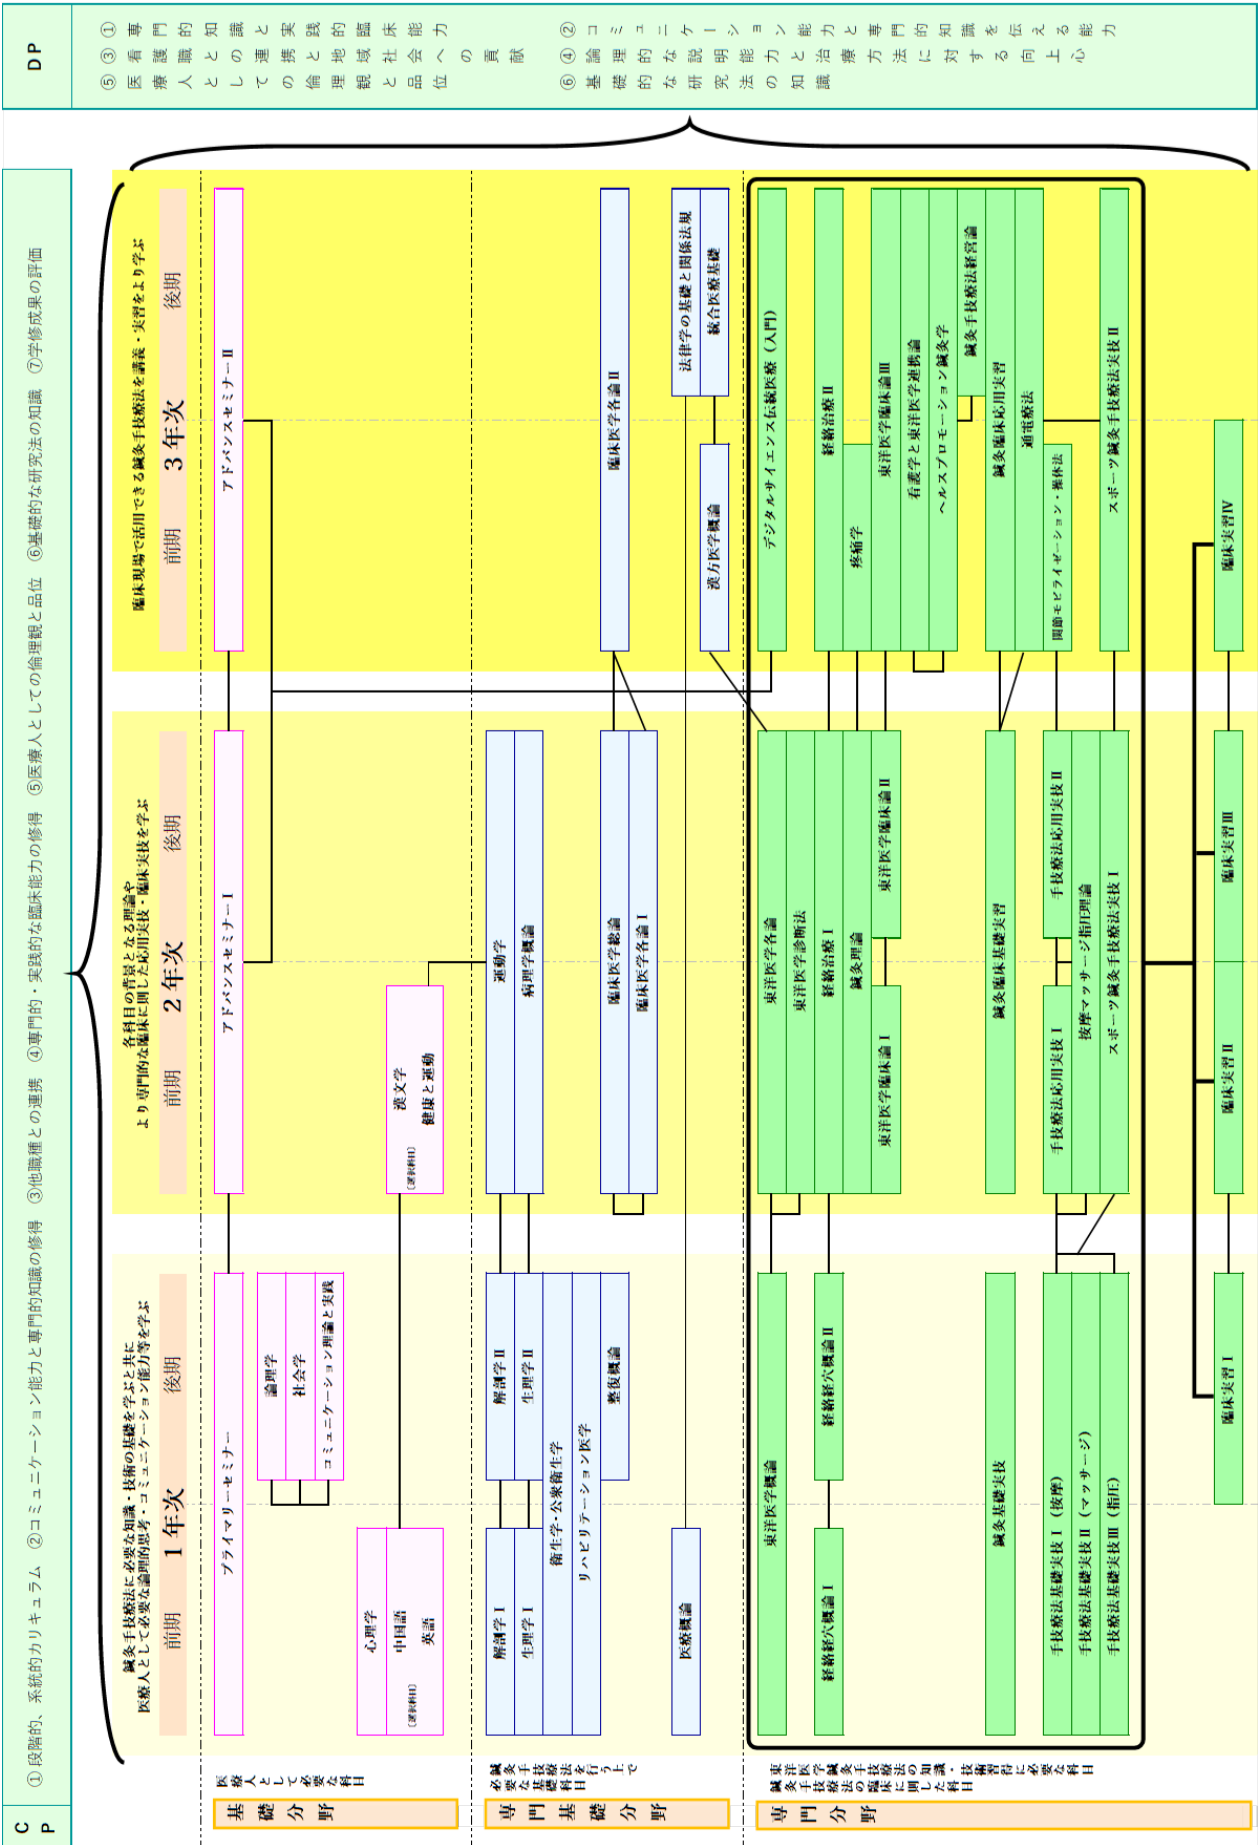 CP
①段階的、系統的カリキュラム ②コミュニケーション能力と専門的知識の修得 ③他職種との連携 ④専門的・実践的な臨床能力の修得 ⑤医療人としての倫理観と品位 ⑥基礎的な研究法の知識 ⑦学修成果の評価
DP
①専門職と知識と実践的臨床能力
③看護職との連携と地域社会への貢献
⑤医療人としての倫理観と品位
②コミュニケーション能力と専門的知識を伝える能力
④論理的な説明能力と治療方法に対する向上心
⑥基礎的な研究法の知識
鍼灸手技療法に必要な知識・技術の基礎を学ぶと共に
医療人として必要な論理的思考・コミュニケーション能力等を学ぶ
前期 1年次 後期
各科目の背景となる理論や
より専門的な臨床に則した応用実技・臨床実技を学ぶ
前期 2年次 後期
臨床現場で活用できる鍼灸手技療法を講義・実習をより学ぶ
前期 3年次 後期
基礎分野
医療人として必要な科目
プライマリーセミナー
アドバンスセミナーⅠ
アドバンスセミナーⅡ
論理学
社会学
コミュニケーション理論と実践
心理学
中国語
英語
〔選択科目〕
漢文学
健康と運動
〔選択科目〕
専門基礎分野
鍼灸手技療法を行う上で
必要な基礎科目
解剖学Ⅰ
解剖学Ⅱ
運動学
生理学Ⅰ
生理学Ⅱ
病理学概論
衛生学・公衆衛生学
リハビリテーション医学
整復概論
臨床医学総論
臨床医学各論Ⅰ
臨床医学各論Ⅱ
医療概論
法律学の基礎と関係法規
漢方医学概論
統合医療基礎
専門分野
東洋医学鍼灸手技療法の知識・技術習得に必要な科目
鍼灸手技療法の臨床に則した科目
東洋医学概論
東洋医学各論
デジタルサイエンス伝統医療（入門）
東洋医学診断法
経絡経穴概論Ⅰ
経絡経穴概論Ⅱ
経絡治療Ⅰ
経絡治療Ⅱ
鍼灸理論
疼痛学
東洋医学臨床論Ⅰ
東洋医学臨床論Ⅱ
東洋医学臨床論Ⅲ
看護学と東洋医学連携論
ヘルスプロモーション鍼灸学
鍼灸手技療法経営論
鍼灸基礎実技
鍼灸臨床基礎実習
鍼灸臨床応用実習
通電療法
手技療法基礎実技Ⅰ（按摩）
手技療法応用実技Ⅰ
手技療法応用実技Ⅱ
関節モビライゼーション・操体法
手技療法基礎実技Ⅱ（マッサージ）
按摩マッサージ指圧理論
手技療法基礎実技Ⅲ（指圧）
スポーツ鍼灸手技療法実技Ⅰ
スポーツ鍼灸手技療法実技Ⅱ
臨床実習Ⅰ
臨床実習Ⅱ
臨床実習Ⅲ
臨床実習Ⅳ